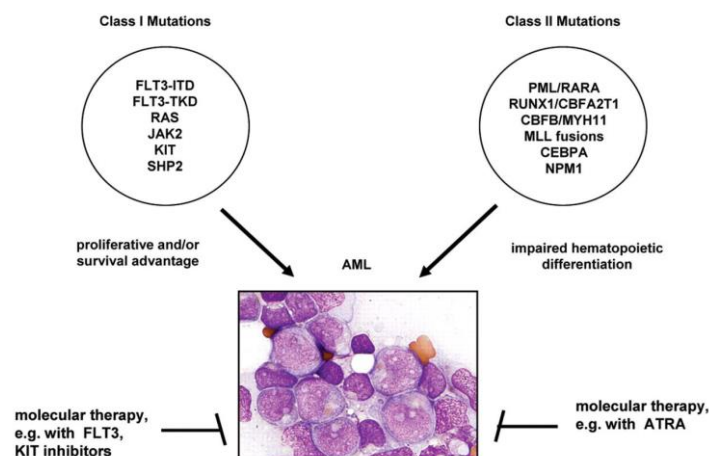 Class I Mutations
Class II Mutations
FLT3-ITD
FLT3-TKD
RAS
JAK2
KIT
SHP2
PML/RARA
RUNX1/CBFA2T1
CBFB/MYH11
MLL fusions
CEBPA
NPM1
proliferative and/or
survival advantage
AML
impaired hematopoietic
differentiation
molecular therapy,
e.g. with FLT3,
KIT inhibitors
molecular therapy,
e.g. with ATRA